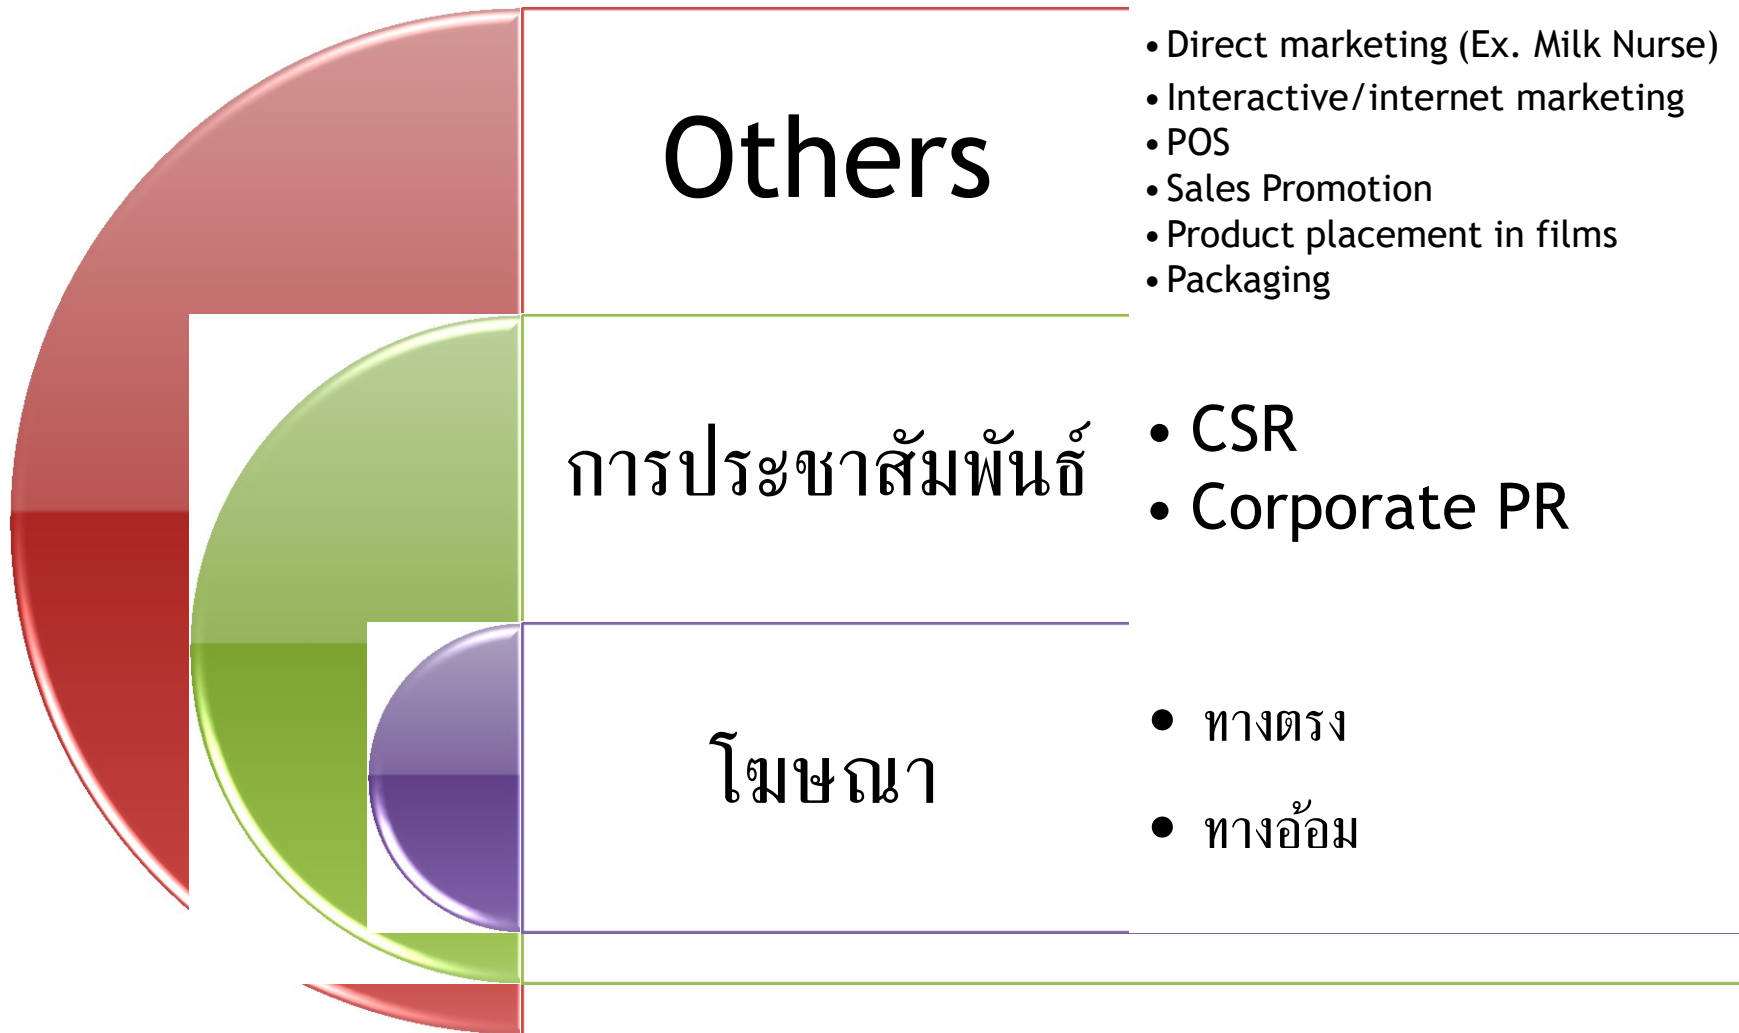 Others
• Direct marketing (Ex. Milk Nurse)
• Interactive/internet marketing
• POS
• Sales Promotion
• Product placement in films
• Packaging
การประชาสัมพันธ์
• CSR
• Corporate PR
โฆษณา
• ทางตรง
• ทางอ้อม